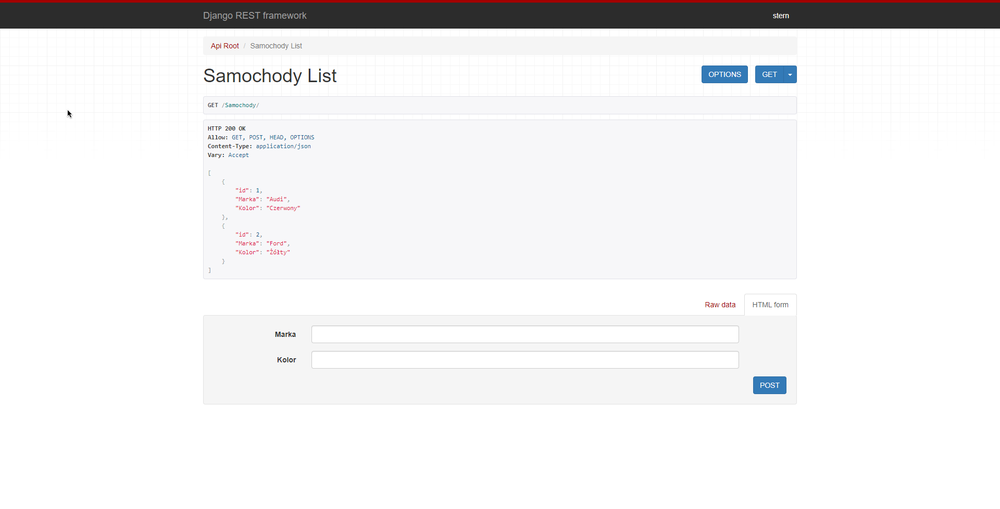 Django REST framework
stern
Api Root / Samochody List
Samochody List
OPTIONS
GET
GET /Samochody/
HTTP 200 OK
Allow: GET, POST, HEAD, OPTIONS
Content-Type: application/json
Vary: Accept
[
    {
        "id": 1,
        "Marka": "Audi",
        "Kolor": "Czerwony"
    },
    {
        "id": 2,
        "Marka": "Ford",
        "Kolor": "Żółty"
    }
]
Raw data
HTML form
Marka
Kolor
POST